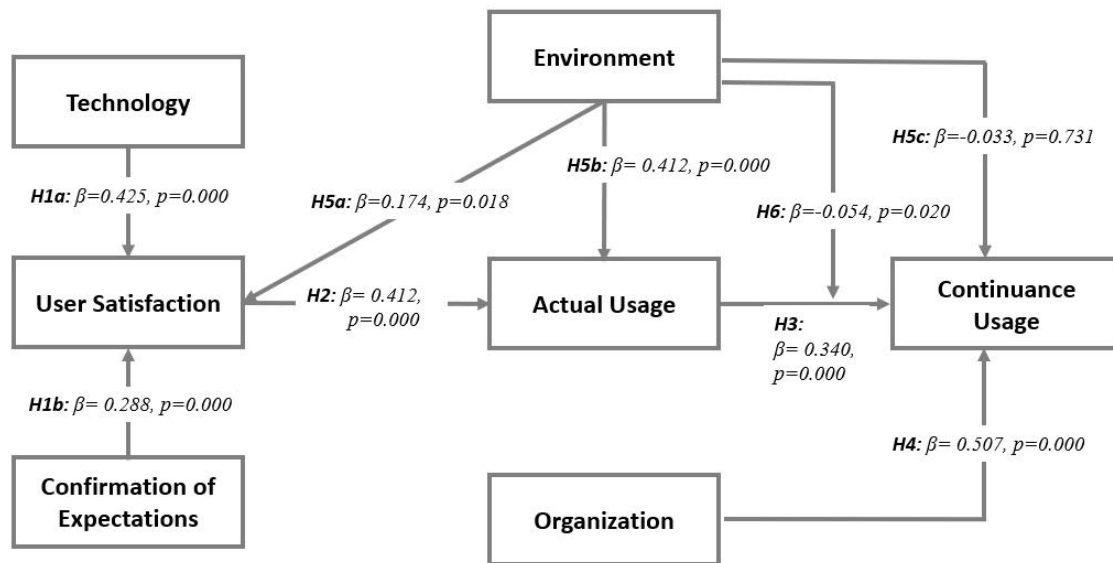 Environment
Technology
H5c: β=-0.033, p=0.731
H5b: β= 0.412, p=0.000
H1a: β=0.425, p=0.000
H5a: β=0.174, p=0.018
H6: β=-0.054, p=0.020
User Satisfaction
H2: β= 0.412,
p=0.000
Actual Usage
Continuance
Usage
H3:
β= 0.340,
p=0.000
H1b: β= 0.288, p=0.000
H4: β= 0.507, p=0.000
Confirmation of
Expectations
Organization